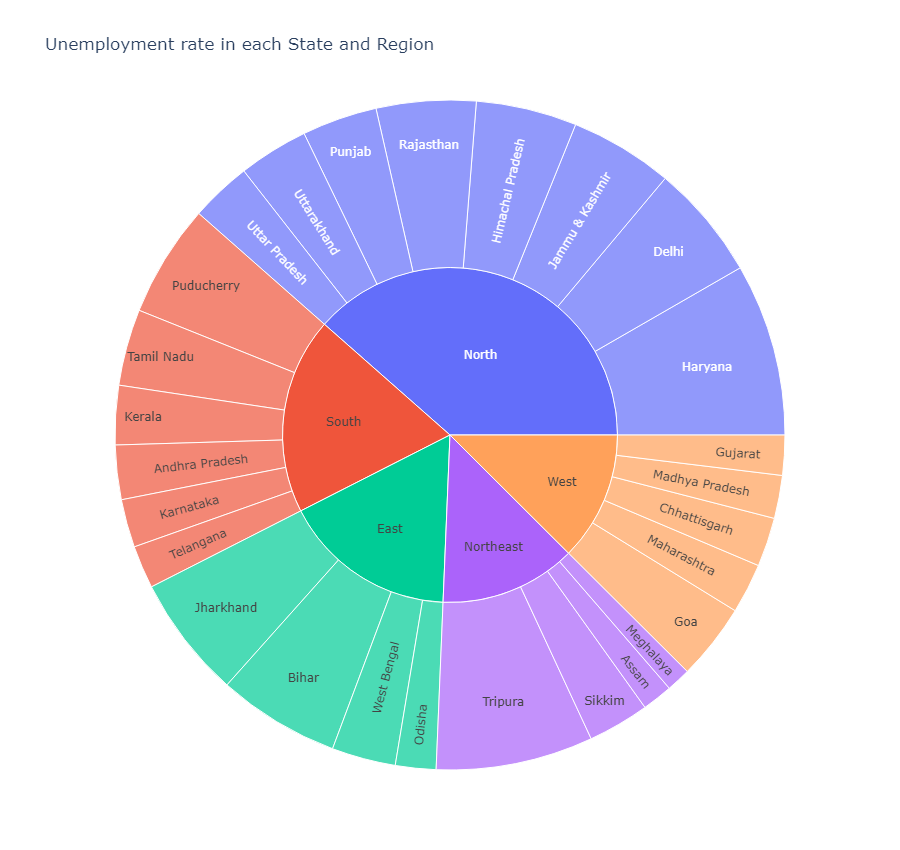 Unemployment rate in each State and Region
North
Haryana
Delhi
Jammu & Kashmir
Himachal Pradesh
Rajasthan
Punjab
Uttarakhand
Uttar Pradesh
South
Puducherry
Tamil Nadu
Kerala
Andhra Pradesh
Karnataka
Telangana
East
Jharkhand
Bihar
West Bengal
Odisha
Northeast
Tripura
Sikkim
Assam
Meghalaya
West
Goa
Maharashtra
Chhattisgarh
Madhya Pradesh
Gujarat